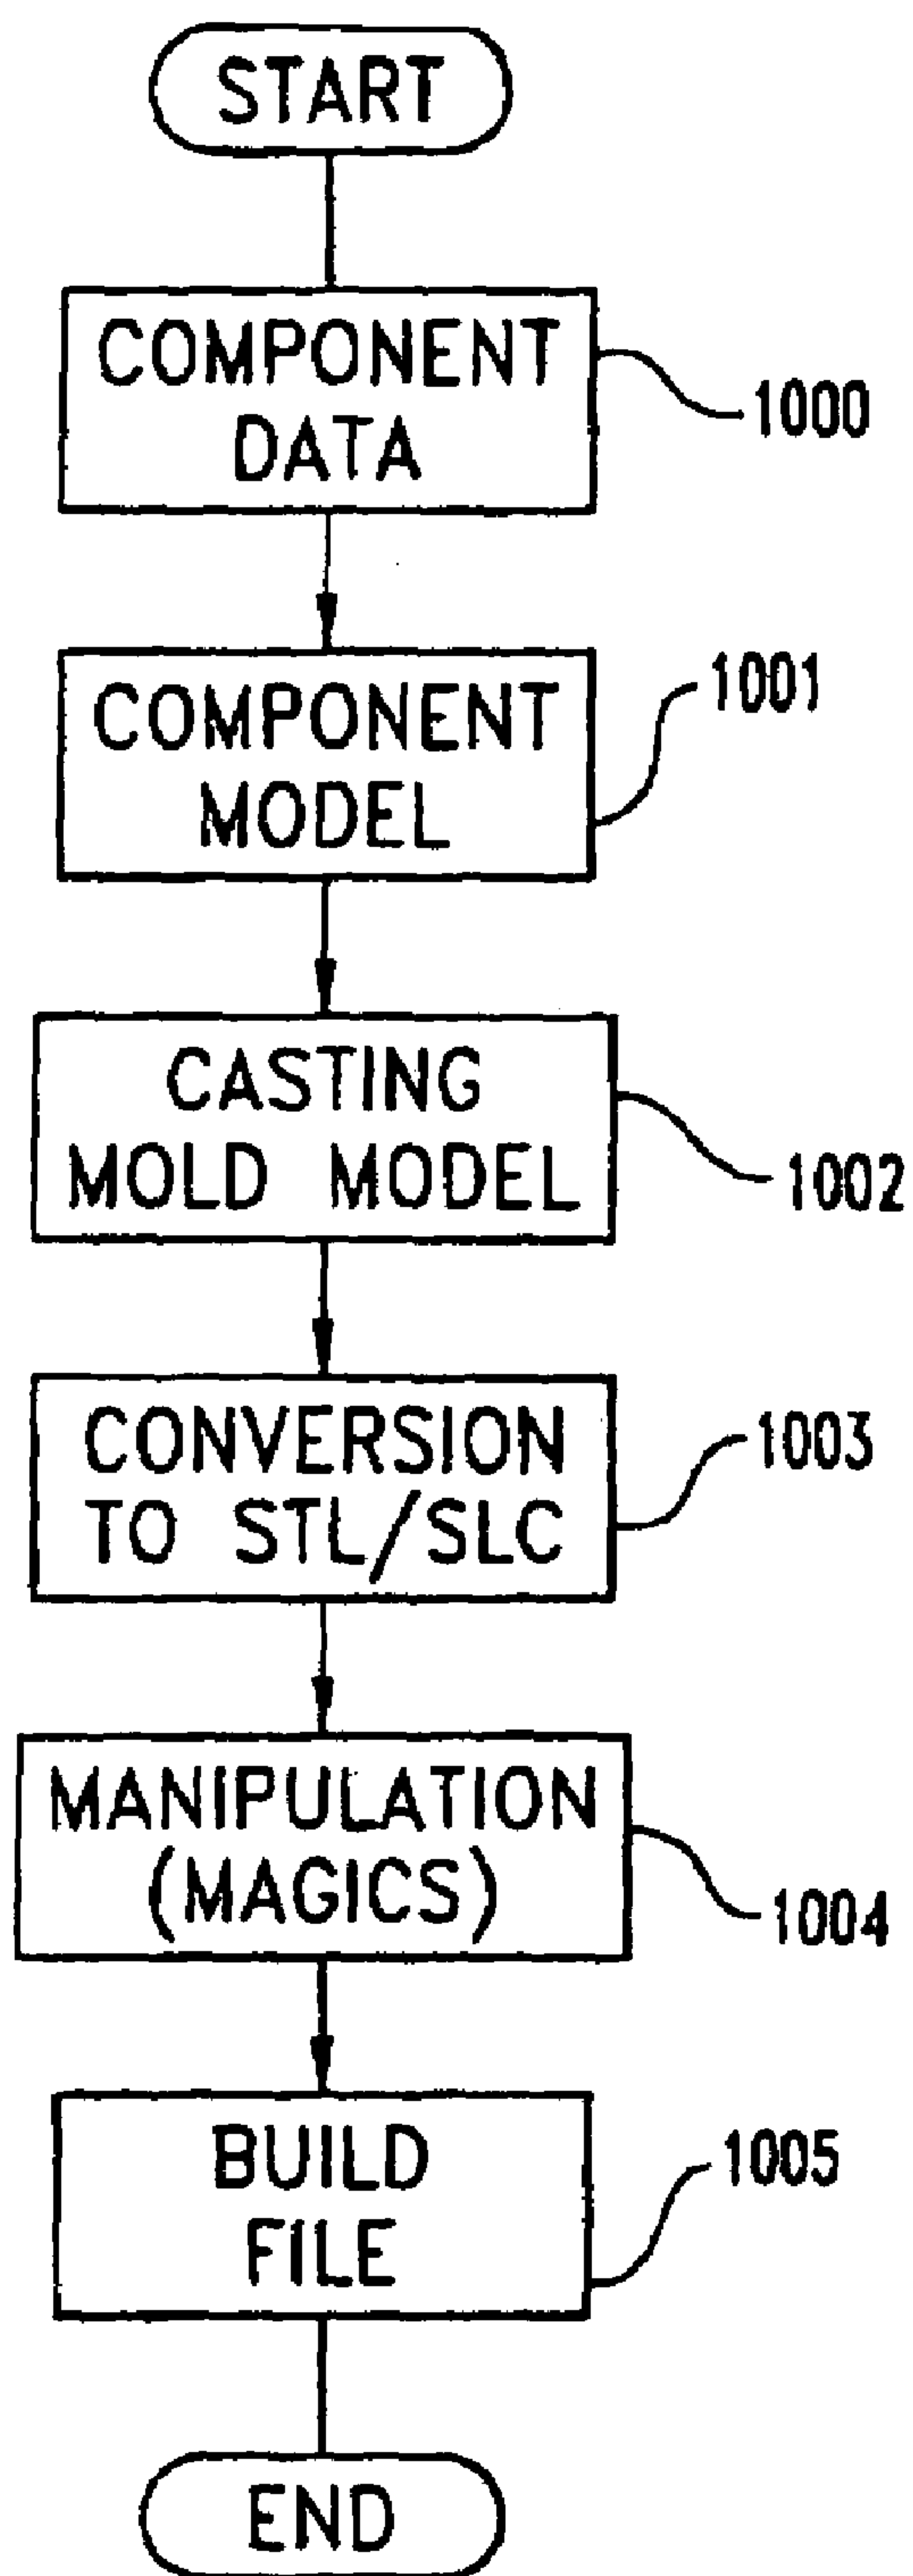 START
COMPONENT
DATA
1000
COMPONENT
MODEL
1001
CASTING
MOLD MODEL
1002
CONVERSION
TO STL/SLC
1003
MANIPULATION
(MAGICS)
1004
BUILD
FILE
1005
END